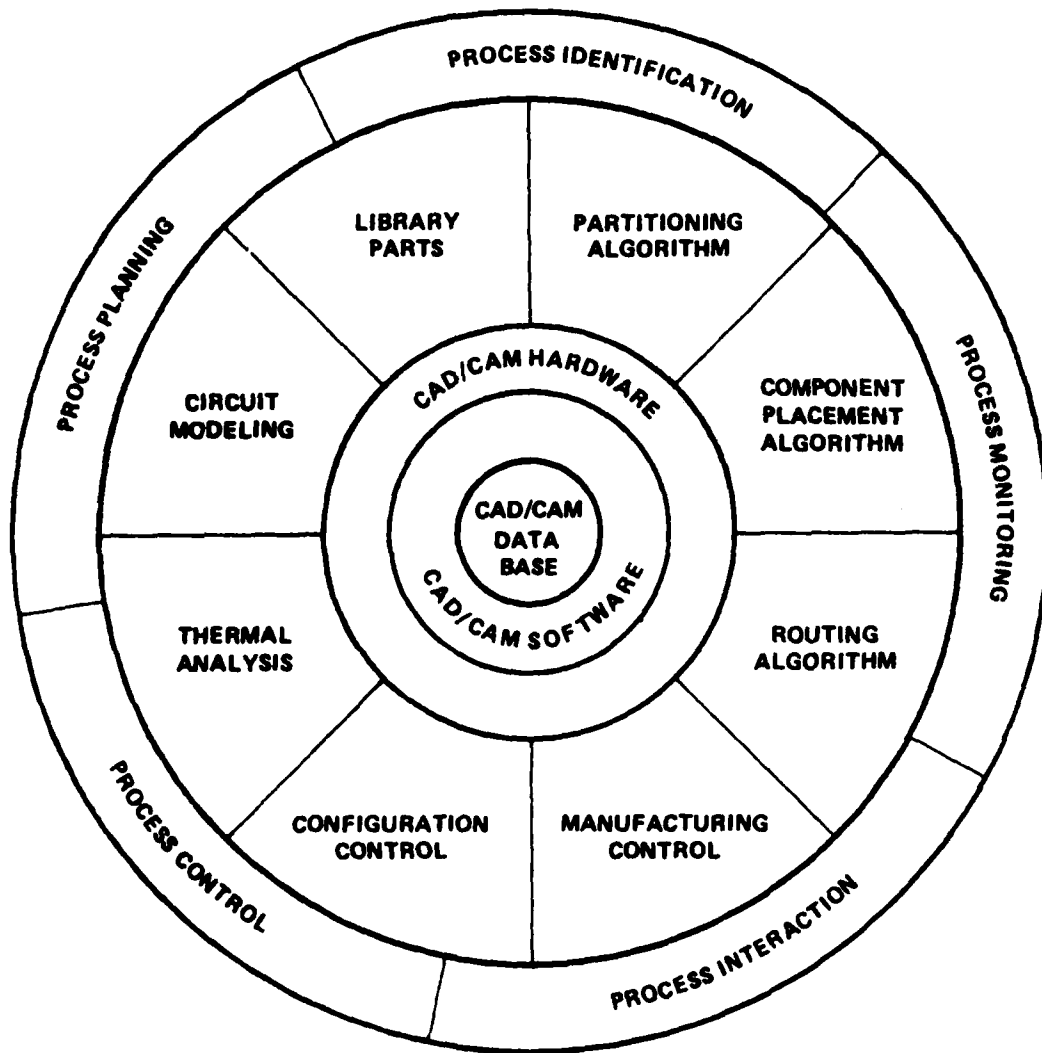 PROCESS IDENTIFICATION
PROCESS PLANNING
PROCESS MONITORING
PROCESS CONTROL
PROCESS INTERACTION
LIBRARY
PARTS
PARTITIONING
ALGORITHM
CIRCUIT
MODELING
COMPONENT
PLACEMENT
ALGORITHM
THERMAL
ANALYSIS
ROUTING
ALGORITHM
CONFIGURATION
CONTROL
MANUFACTURING
CONTROL
CAD/CAM HARDWARE
CAD/CAM
DATA
BASE
CAD/CAM SOFTWARE